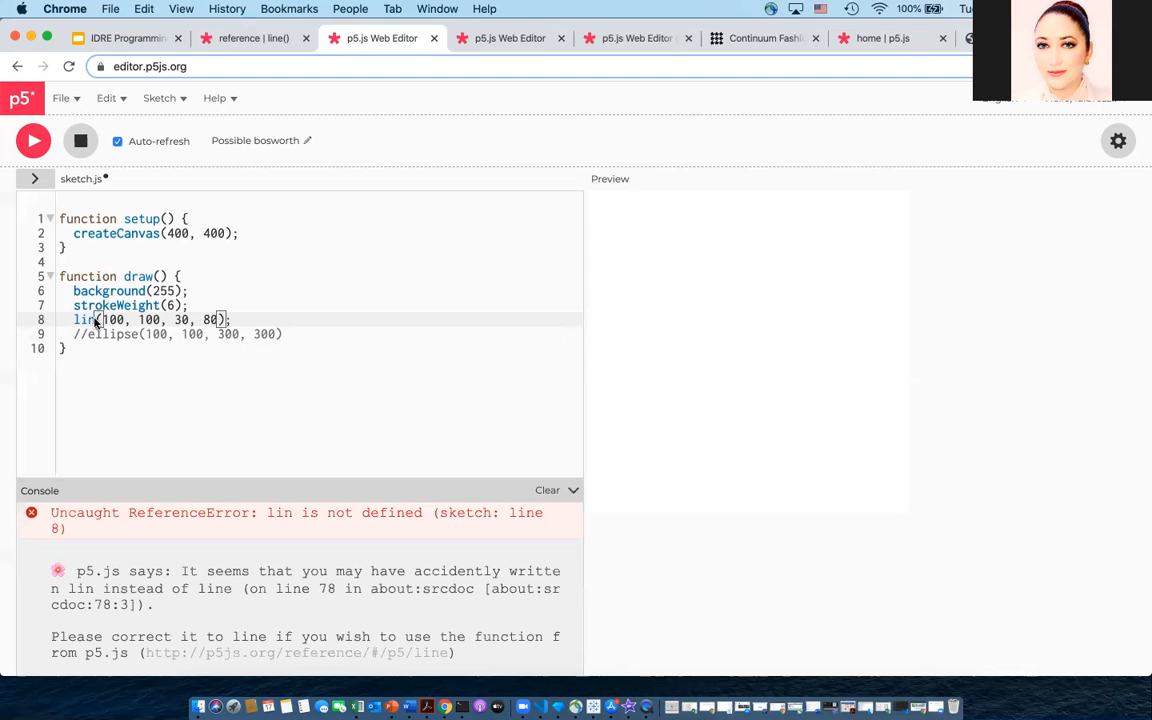 Chrome File Edit View History Bookmarks People Tab Window Help 100% Tu
IDRE Programmin × reference | line() × p5.js Web Editor × p5.js Web Editor × p5.js Web Editor × Continuum Fashi × home | p5.js ×
editor.p5js.org
p5* File Edit Sketch Help
Auto-refresh Possible bosworth
sketch.js Preview
1 function setup() {
2 createCanvas(400, 400);
3 }
4
5 function draw() {
6 background(255);
7 strokeWeight(6);
8 lin(100, 100, 30, 80);
9 //ellipse(100, 100, 300, 300)
10 }
Console Clear
Uncaught ReferenceError: lin is not defined (sketch: line
8)
🌸 p5.js says: It seems that you may have accidently writte
n lin instead of line (on line 78 in about:srcdoc [about:sr
cdoc:78:3]).
Please correct it to line if you wish to use the function f
rom p5.js (http://p5js.org/reference/#/p5/line)